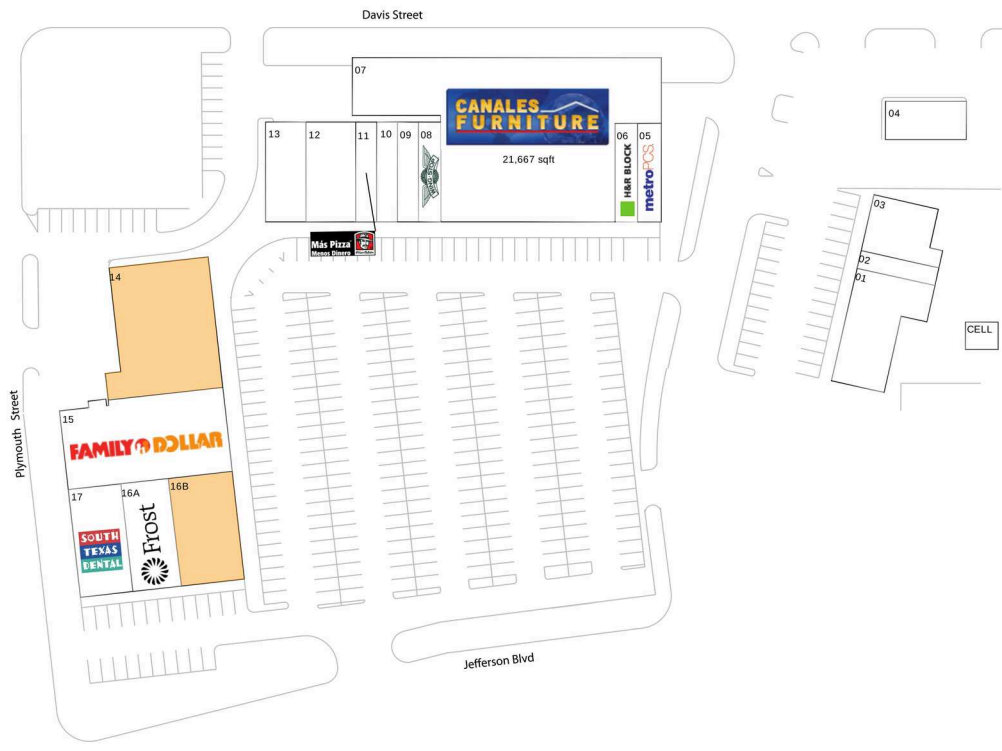 Davis Street
07
CANALES
FURNITURE
21,667 sqft
13
12
11
10
09
08
WING STOP
06
H&R BLOCK
05
metroPCS.
04
03
02
01
CELL
Más Pizza
Menos Dinero
14
15
FAMILY DOLLAR
17
SOUTH
TEXAS
DENTAL
16A
Frost
16B
Plymouth Street
Jefferson Blvd